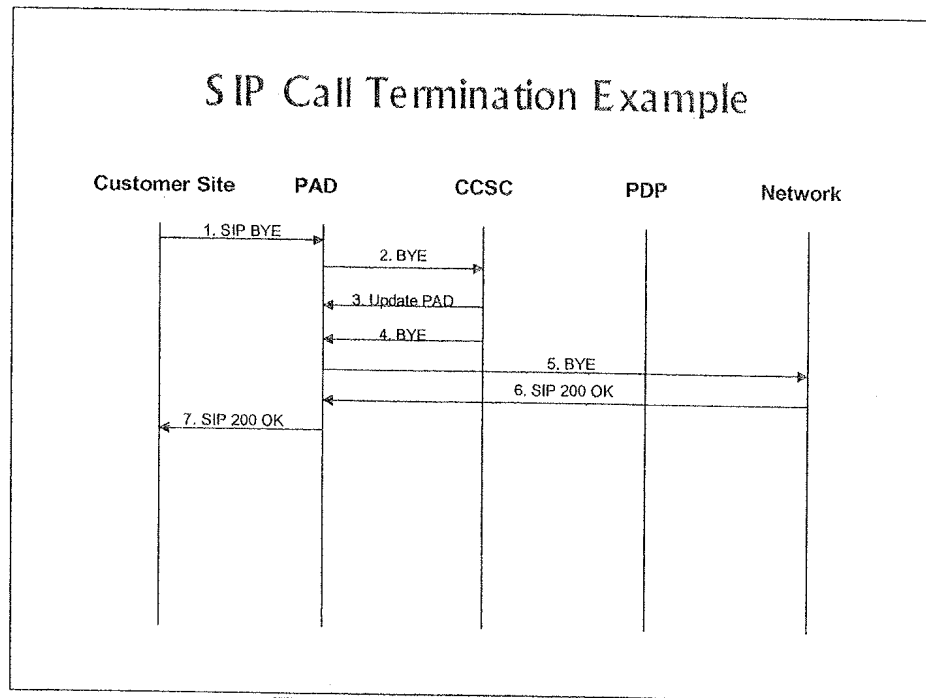 SIP Call Termination Example
Customer Site PAD CCSC PDP Network
1. SIP BYE
2. BYE
3. Update PAD
4. BYE
5. BYE
6. SIP 200 OK
7. SIP 200 OK